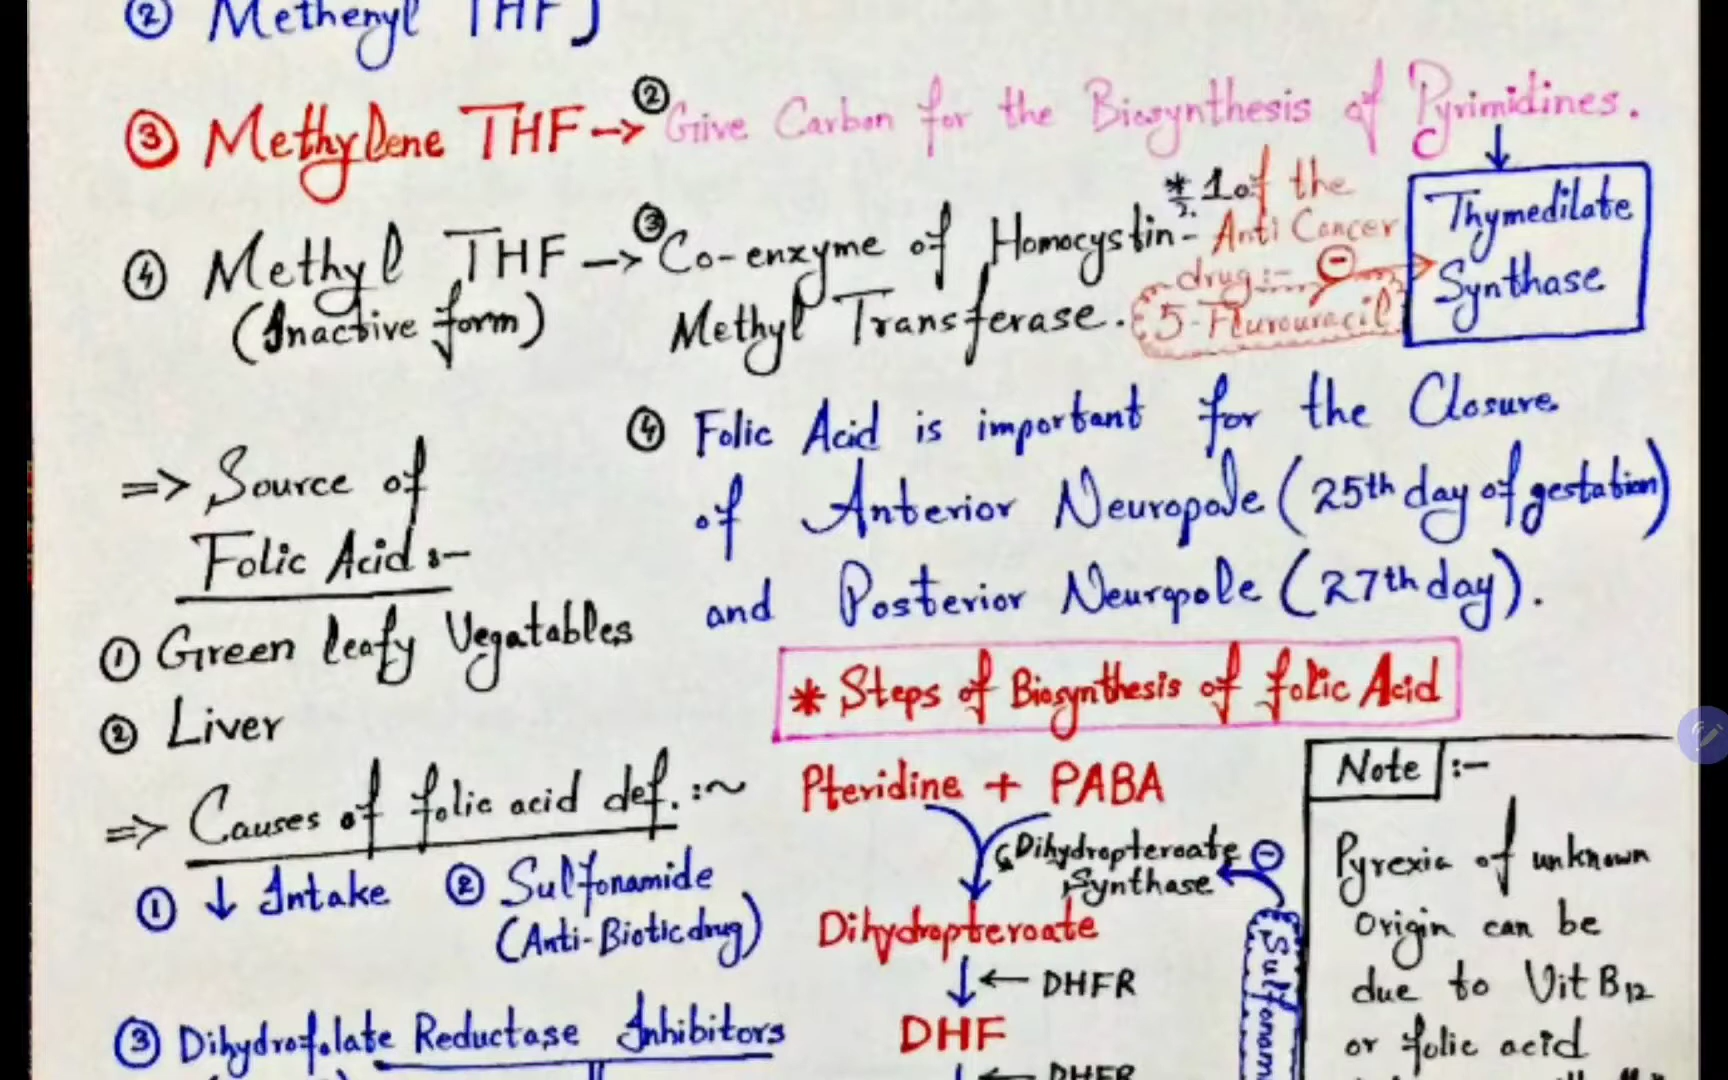 ② Methenyl THF
③ Methylene THF → ② Give Carbon for the Biosynthesis of Pyrimidines.
④ Methyl THF → ③ Co-enzyme of Homocystin-
(Inactive form) Methyl Transferase.
* 1 of the
Anti Cancer
drug:-
5-Flurouracil
Thymedilate
Synthase
④ Folic Acid is important for the Closure
of Anterior Neuropole (25th day of gestation)
and Posterior Neuropole (27th day).
=> Source of
Folic Acid :-
① Green leafy Vegatables
② Liver
=> Causes of folic acid def. :~
① ↓ Intake ② Sulfonamide
(Anti-Biotic drug)
③ Dihydrofolate Reductase Inhibitors
* Steps of Biosynthesis of folic Acid
Pteridine + PABA
Dihydropteroate
Synthase
Dihydropteroate
↓ ← DHFR
DHF
← DHFR
Sulfonam
Note :-
Pyrexia of unknown
Origin can be
due to Vit B12
or folic acid